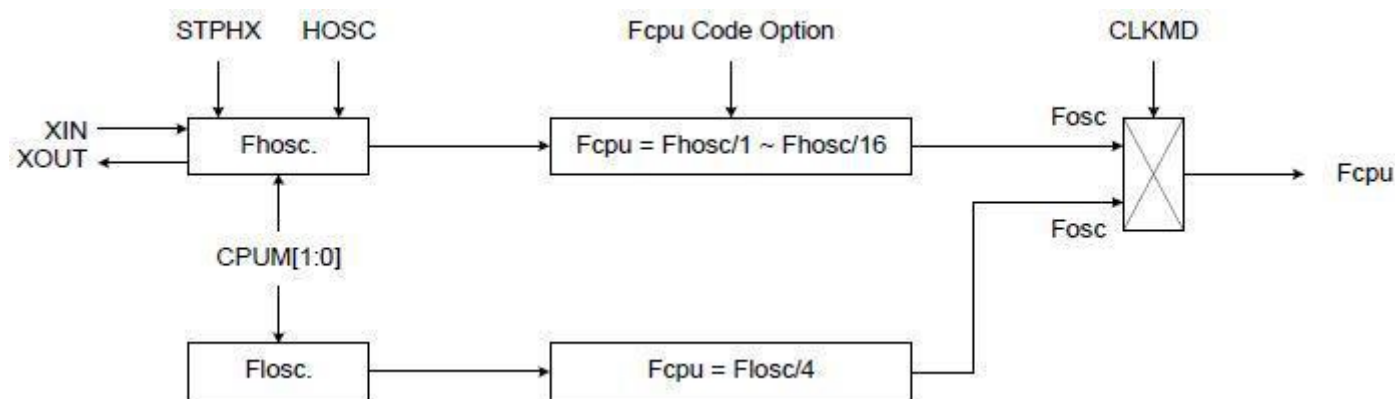 STPHX HOSC Fcpu Code Option CLKMD
XIN
XOUT
Fhosc.
Fcpu = Fhosc/1 ~ Fhosc/16
Fosc
Fcpu
Fosc
CPUM[1:0]
Flosc.
Fcpu = Flosc/4